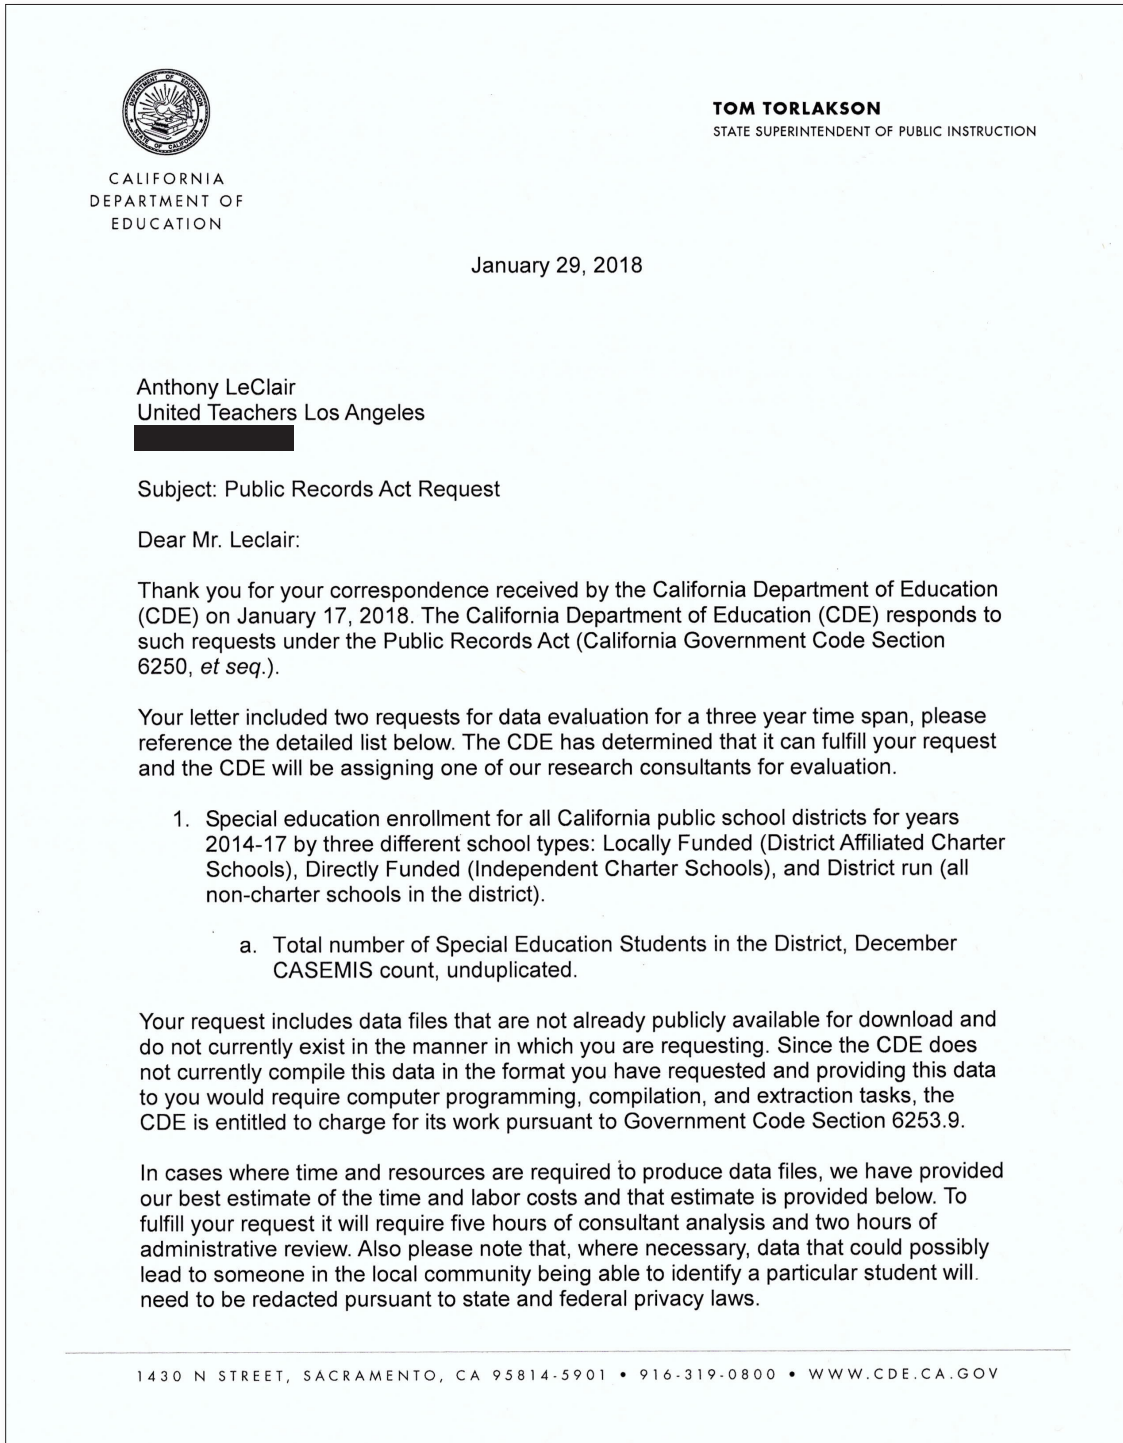 DEPARTMENT OF EDUCATION
STATE OF CALIFORNIA
CALIFORNIA
DEPARTMENT OF
EDUCATION
TOM TORLAKSON
STATE SUPERINTENDENT OF PUBLIC INSTRUCTION
January 29, 2018
Anthony LeClair
United Teachers Los Angeles
Subject: Public Records Act Request
Dear Mr. Leclair:
Thank you for your correspondence received by the California Department of Education
(CDE) on January 17, 2018. The California Department of Education (CDE) responds to
such requests under the Public Records Act (California Government Code Section
6250, et seq.).
Your letter included two requests for data evaluation for a three year time span, please
reference the detailed list below. The CDE has determined that it can fulfill your request
and the CDE will be assigning one of our research consultants for evaluation.
1. Special education enrollment for all California public school districts for years
2014-17 by three different school types: Locally Funded (District Affiliated Charter
Schools), Directly Funded (Independent Charter Schools), and District run (all
non-charter schools in the district).
a. Total number of Special Education Students in the District, December
CASEMIS count, unduplicated.
Your request includes data files that are not already publicly available for download and
do not currently exist in the manner in which you are requesting. Since the CDE does
not currently compile this data in the format you have requested and providing this data
to you would require computer programming, compilation, and extraction tasks, the
CDE is entitled to charge for its work pursuant to Government Code Section 6253.9.
In cases where time and resources are required to produce data files, we have provided
our best estimate of the time and labor costs and that estimate is provided below. To
fulfill your request it will require five hours of consultant analysis and two hours of
administrative review. Also please note that, where necessary, data that could possibly
lead to someone in the local community being able to identify a particular student will
need to be redacted pursuant to state and federal privacy laws.
1430 N STREET, SACRAMENTO, CA 95814-5901 • 916-319-0800 • WWW.CDE.CA.GOV